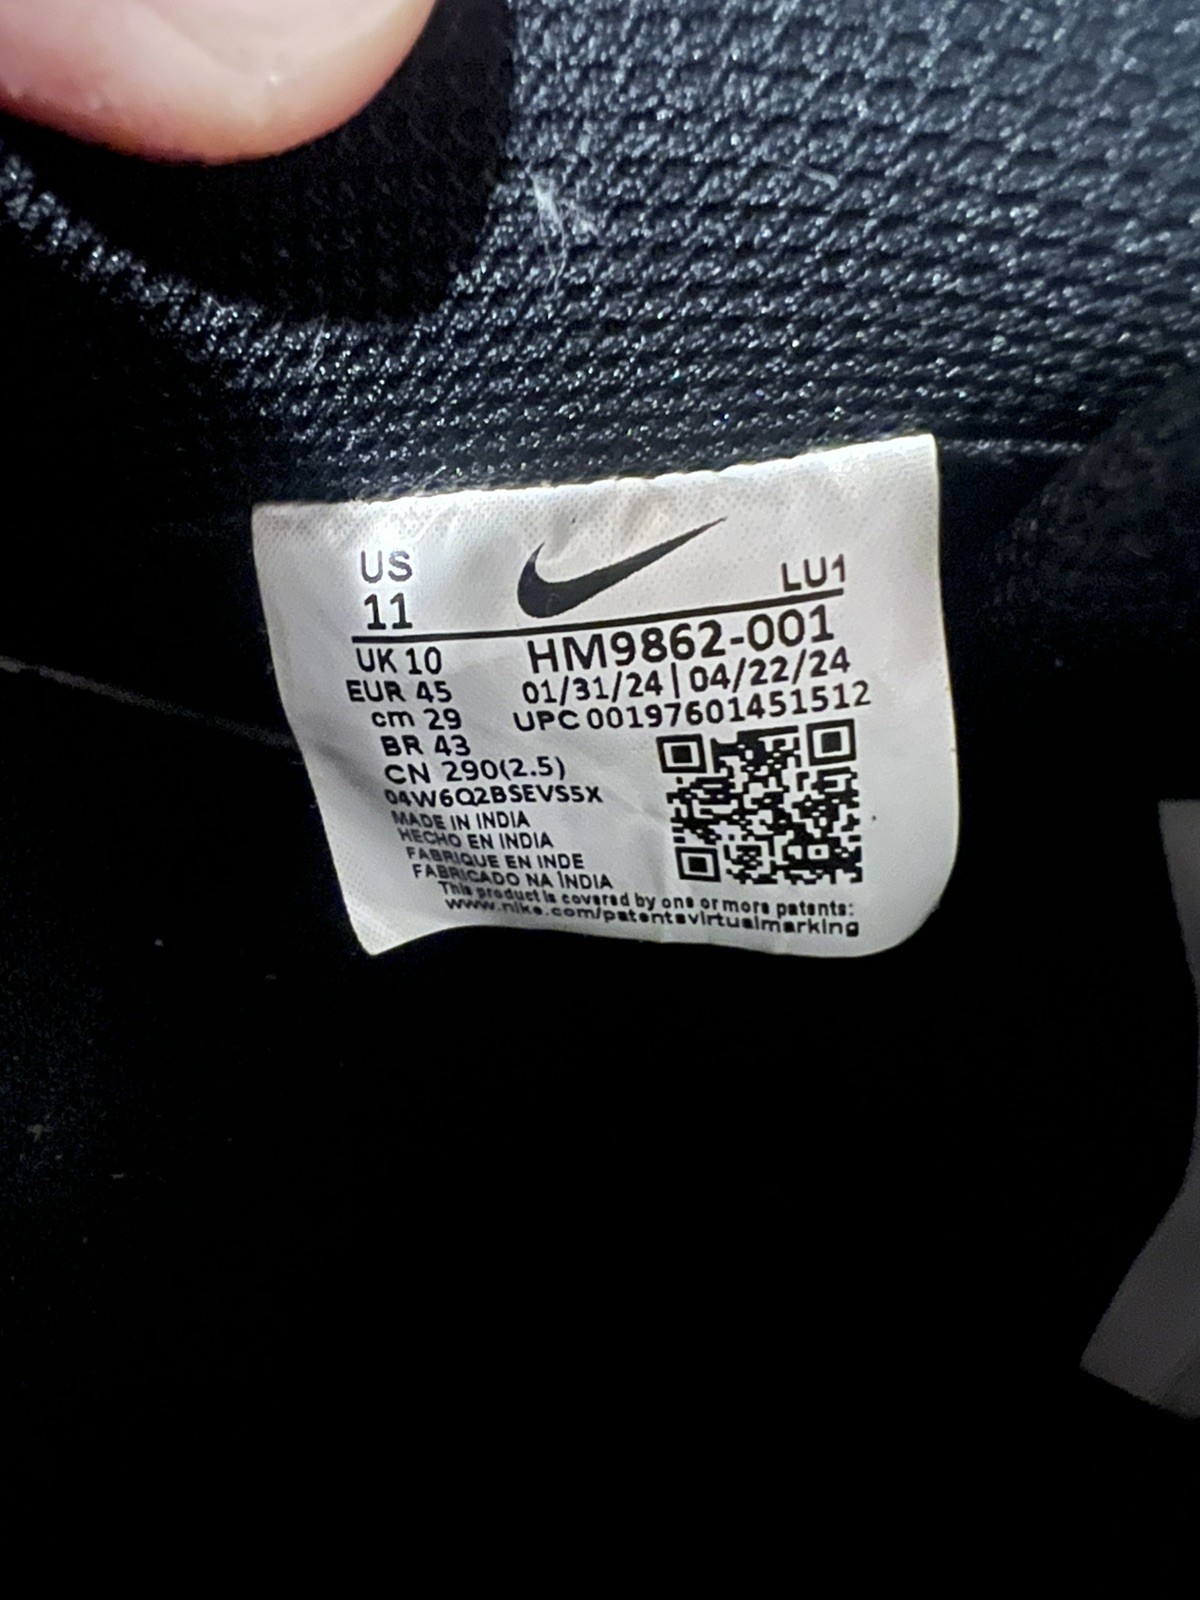 US
11
LU1
UK 10
EUR 45
cm 29
BR 43
CN 290(2.5)
04W6Q2BSEVS5X
MADE IN INDIA
HECHO EN INDIA
FABRIQUE EN INDE
FABRICADO NA ÍNDIA
HM9862-001
01/31/24 | 04/22/24
UPC 00197601451512
This product is covered by one or more patents:
www.nike.com/patentsvirtualmarking